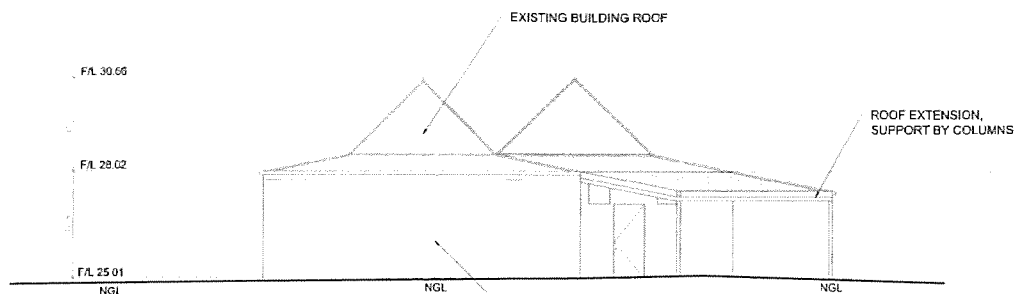 EXISTING BUILDING ROOF
F/L 30.66
ROOF EXTENSION,
SUPPORT BY COLUMNS
F/L 28.02
F/L 25.01
NGL
NGL
NGL